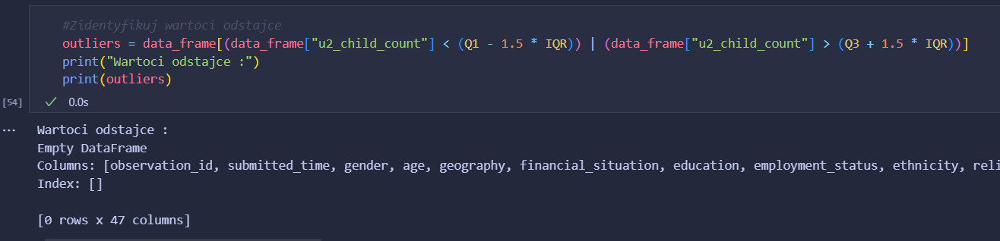 #Zidentyfikuj wartoci odstajce
outliers = data_frame[(data_frame["u2_child_count"] < (Q1 - 1.5 * IQR)) | (data_frame["u2_child_count"] > (Q3 + 1.5 * IQR))]
print("Wartoci odstajce :")
print(outliers)
[54] 0.0s
... Wartoci odstajce :
Empty DataFrame
Columns: [observation_id, submitted_time, gender, age, geography, financial_situation, education, employment_status, ethnicity, reli
Index: []
[0 rows x 47 columns]